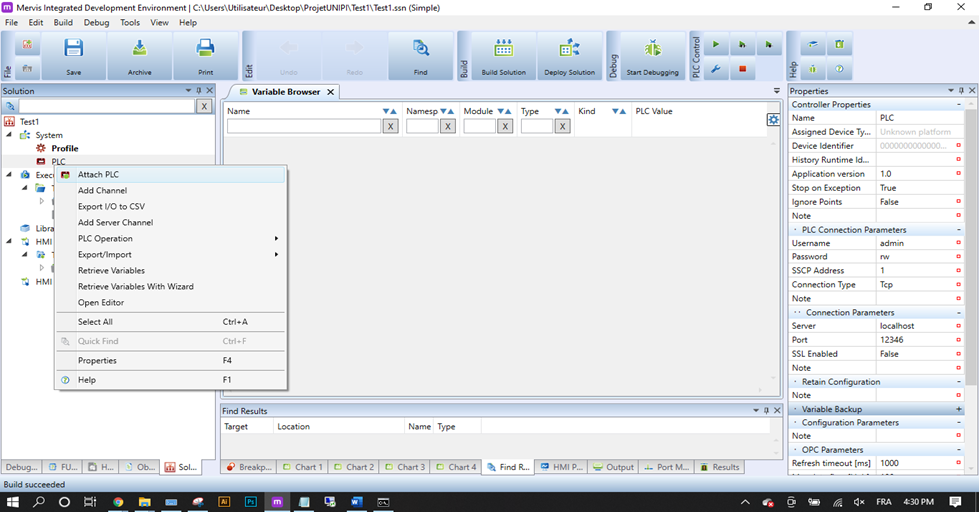 Mervis Integrated Development Environment - C:\Users\Utilisateur\Desktop\ProjetUNIPI\Test1\Test1.ssn (Simple)
File Edit Build Debug Tools View Help
File Save Archive Print Edit Undo Redo Find Build Build Solution Deploy Solution Debug Start Debugging PLC Control Help
Solution
X
Test1
System
Profile
PLC
Execu
T
Libra
HMI
HMI
Attach PLC
Add Channel
Export I/O to CSV
Add Server Channel
PLC Operation
Export/Import
Retrieve Variables
Retrieve Variables With Wizard
Open Editor
Select All Ctrl+A
Quick Find Ctrl+F
Properties F4
Help F1
Variable Browser
Name Namesp Module Type Kind PLC Value
X X X X
Find Results
Target Location Name Type
Debug... FU... H... Ob... Sol...
Breakp... Chart 1 Chart 2 Chart 3 Chart 4 Find R... HMI P... Output Port M... Results
Properties
Controller Properties
Name PLC
Assigned Device Ty... Unknown platform
Device Identifier 0000000000000...
History Runtime Id...
Application version 1.0
Stop on Exception True
Ignore Points False
Note
PLC Connection Parameters
Username admin
Password rw
SSCP Address 1
Connection Type Tcp
Note
Connection Parameters
Server localhost
Port 12346
SSL Enabled False
Note
Retain Configuration
Note
Variable Backup
Configuration Parameters
Note
OPC Parameters
Refresh timeout [ms] 1000
Build succeeded
Ai Ps m W FRA 4:30 PM